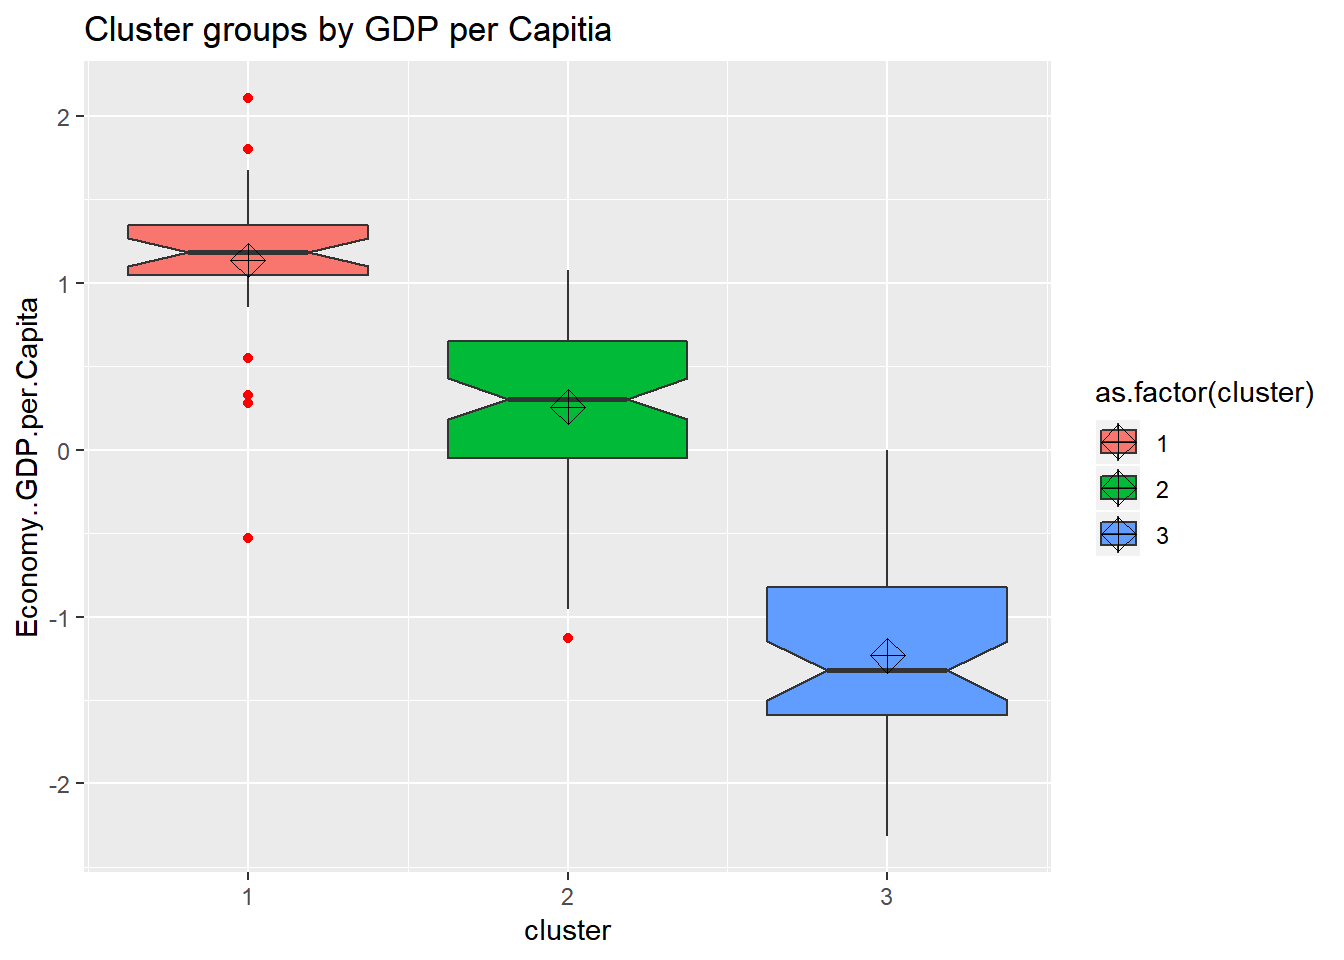 Cluster groups by GDP per Capitia
Economy..GDP.per.Capita
2
1
0
-1
-2
1
2
3
cluster
as.factor(cluster)
1
2
3